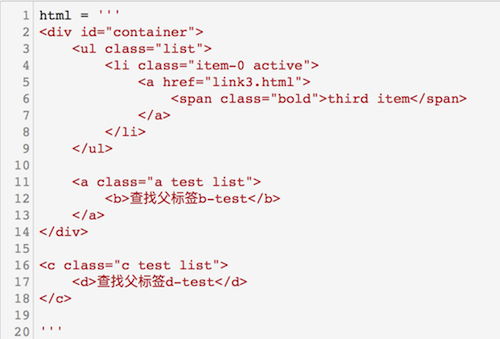 1 html = '''
2 <div id="container">
3     <ul class="list">
4         <li class="item-0 active">
5             <a href="link3.html">
6                 <span class="bold">third item</span>
7             </a>
8         </li>
9     </ul>
10
11     <a class="a test list">
12         <b>查找父标签b-test</b>
13     </a>
14 </div>
15
16 <c class="c test list">
17     <d>查找父标签d-test</d>
18 </c>
19
20 '''